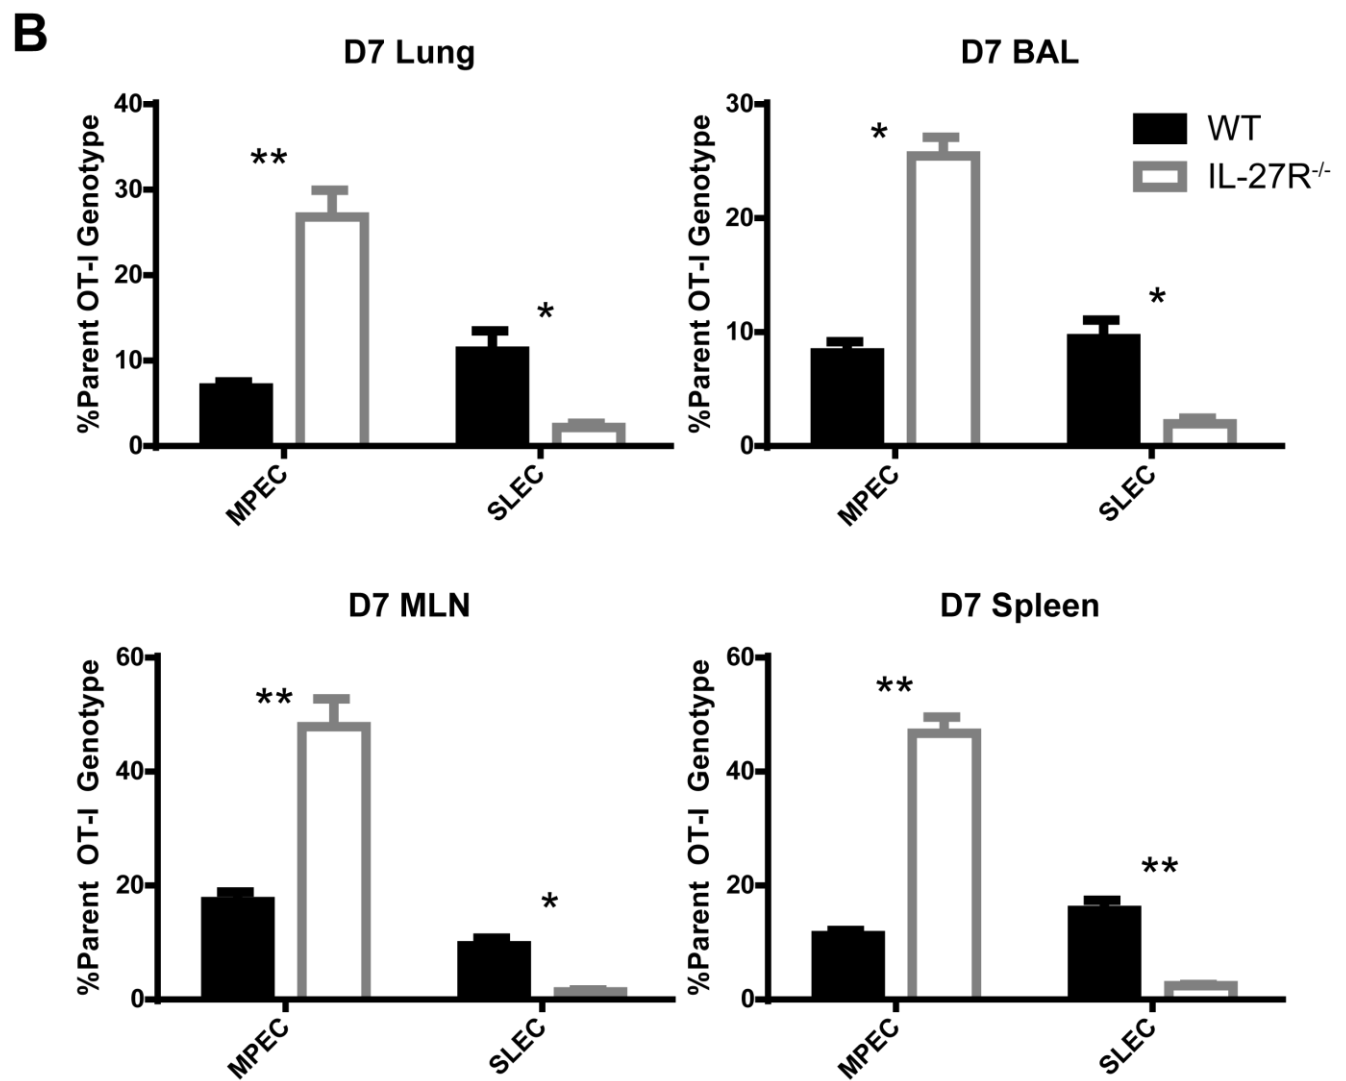 B
D7 Lung
%Parent OT-I Genotype
40
30
20
10
0
**
*
MPEC
SLEC
D7 BAL
WT
IL-27R-/-
%Parent OT-I Genotype
30
20
10
0
*
*
MPEC
SLEC
D7 MLN
%Parent OT-I Genotype
60
40
20
0
**
*
MPEC
SLEC
D7 Spleen
%Parent OT-I Genotype
60
40
20
0
**
**
MPEC
SLEC